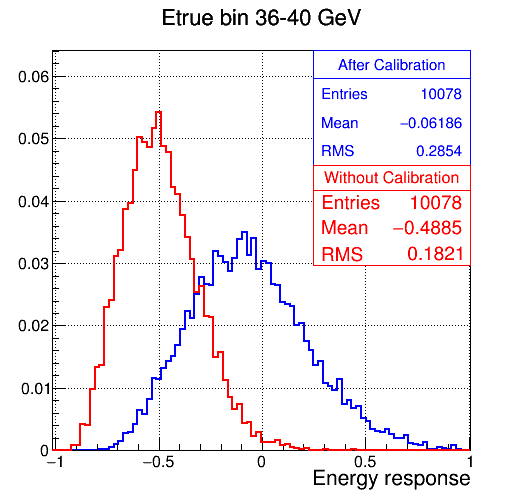 Etrue bin 36-40 GeV
After Calibration
Entries 10078
Mean −0.06186
RMS 0.2854
Without Calibration
Entries 10078
Mean −0.4885
RMS 0.1821
0.06
0.05
0.04
0.03
0.02
0.01
0
−1 −0.5 0 0.5 1
Energy response